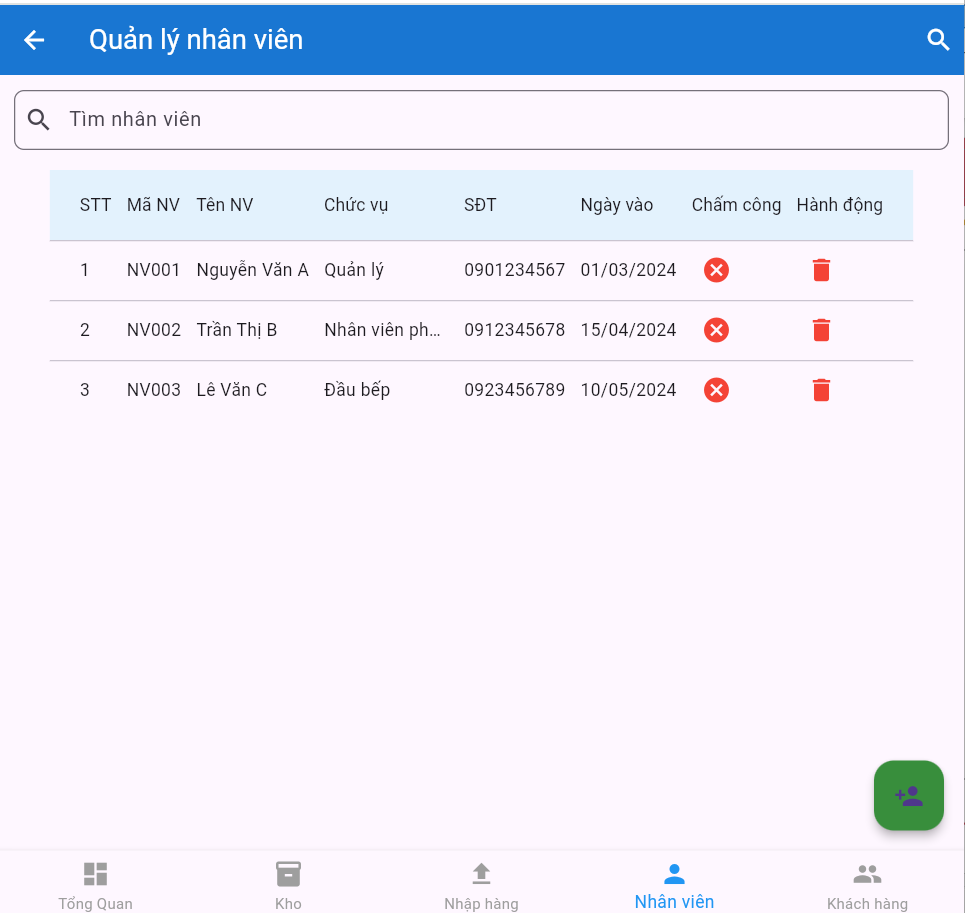 Quản lý nhân viên
Tìm nhân viên
STT Mã NV Tên NV Chức vụ SĐT Ngày vào Chấm công Hành động
1 NV001 Nguyễn Văn A Quản lý 0901234567 01/03/2024
2 NV002 Trần Thị B Nhân viên ph... 0912345678 15/04/2024
3 NV003 Lê Văn C Đầu bếp 0923456789 10/05/2024
Tổng Quan Kho Nhập hàng Nhân viên Khách hàng